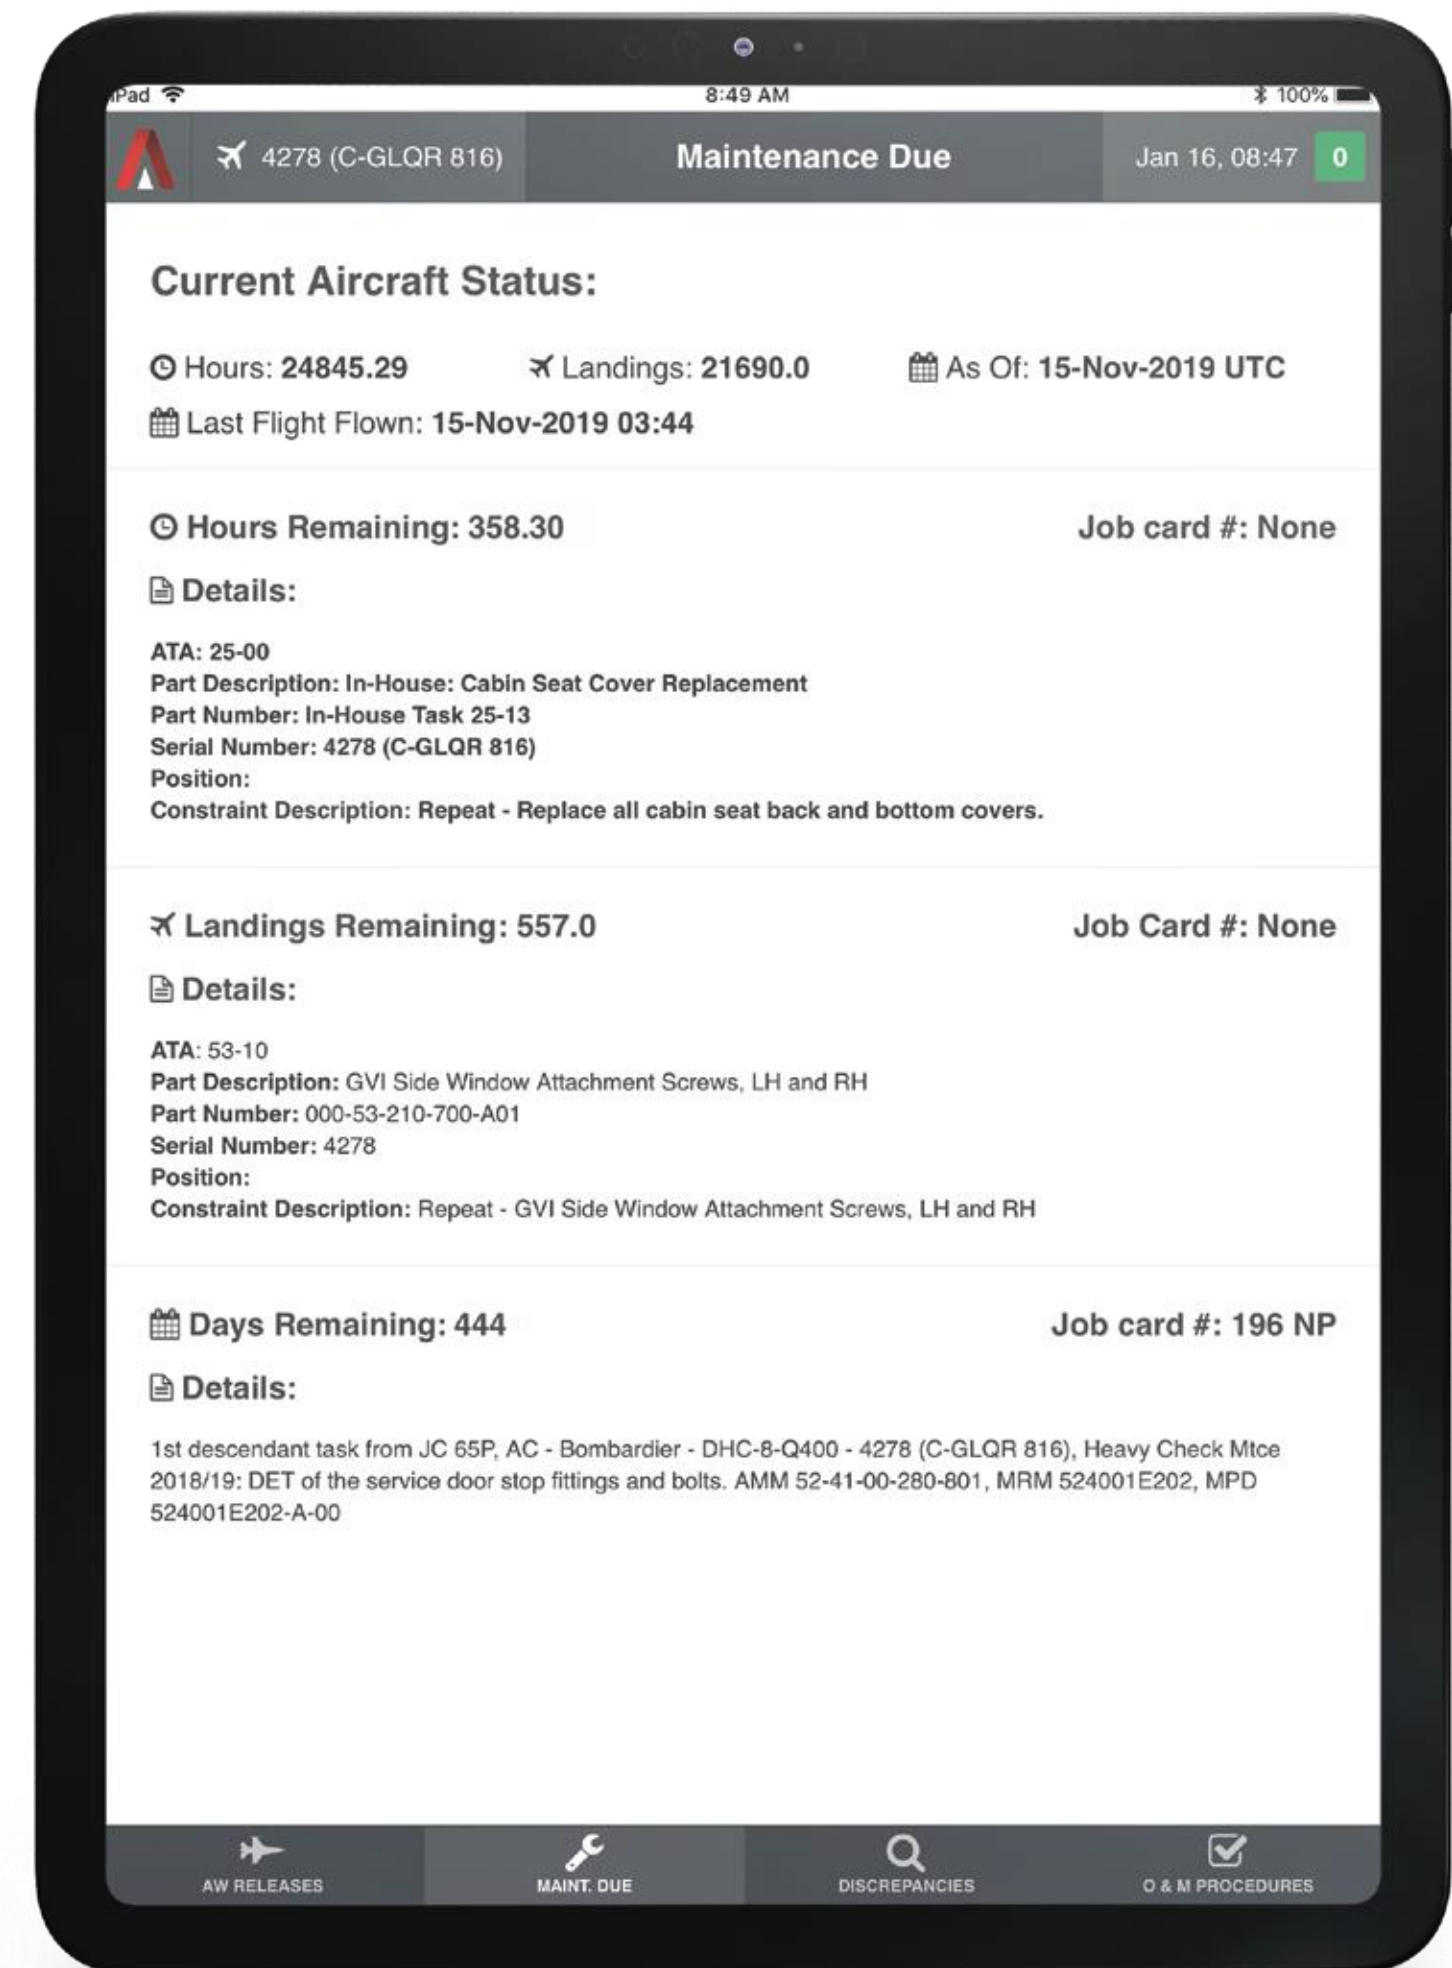 iPad 8:49 AM 100%
4278 (C-GLQR 816) Maintenance Due Jan 16, 08:47 0
Current Aircraft Status:
Hours: 24845.29 Landings: 21690.0 As Of: 15-Nov-2019 UTC
Last Flight Flown: 15-Nov-2019 03:44
Hours Remaining: 358.30 Job card #: None
Details:
ATA: 25-00
Part Description: In-House: Cabin Seat Cover Replacement
Part Number: In-House Task 25-13
Serial Number: 4278 (C-GLQR 816)
Position:
Constraint Description: Repeat - Replace all cabin seat back and bottom covers.
Landings Remaining: 557.0 Job Card #: None
Details:
ATA: 53-10
Part Description: GVI Side Window Attachment Screws, LH and RH
Part Number: 000-53-210-700-A01
Serial Number: 4278
Position:
Constraint Description: Repeat - GVI Side Window Attachment Screws, LH and RH
Days Remaining: 444 Job card #: 196 NP
Details:
1st descendant task from JC 65P, AC - Bombardier - DHC-8-Q400 - 4278 (C-GLQR 816), Heavy Check Mtce
2018/19: DET of the service door stop fittings and bolts. AMM 52-41-00-280-801, MRM 524001E202, MPD
524001E202-A-00
AW RELEASES MAINT. DUE DISCREPANCIES O & M PROCEDURES